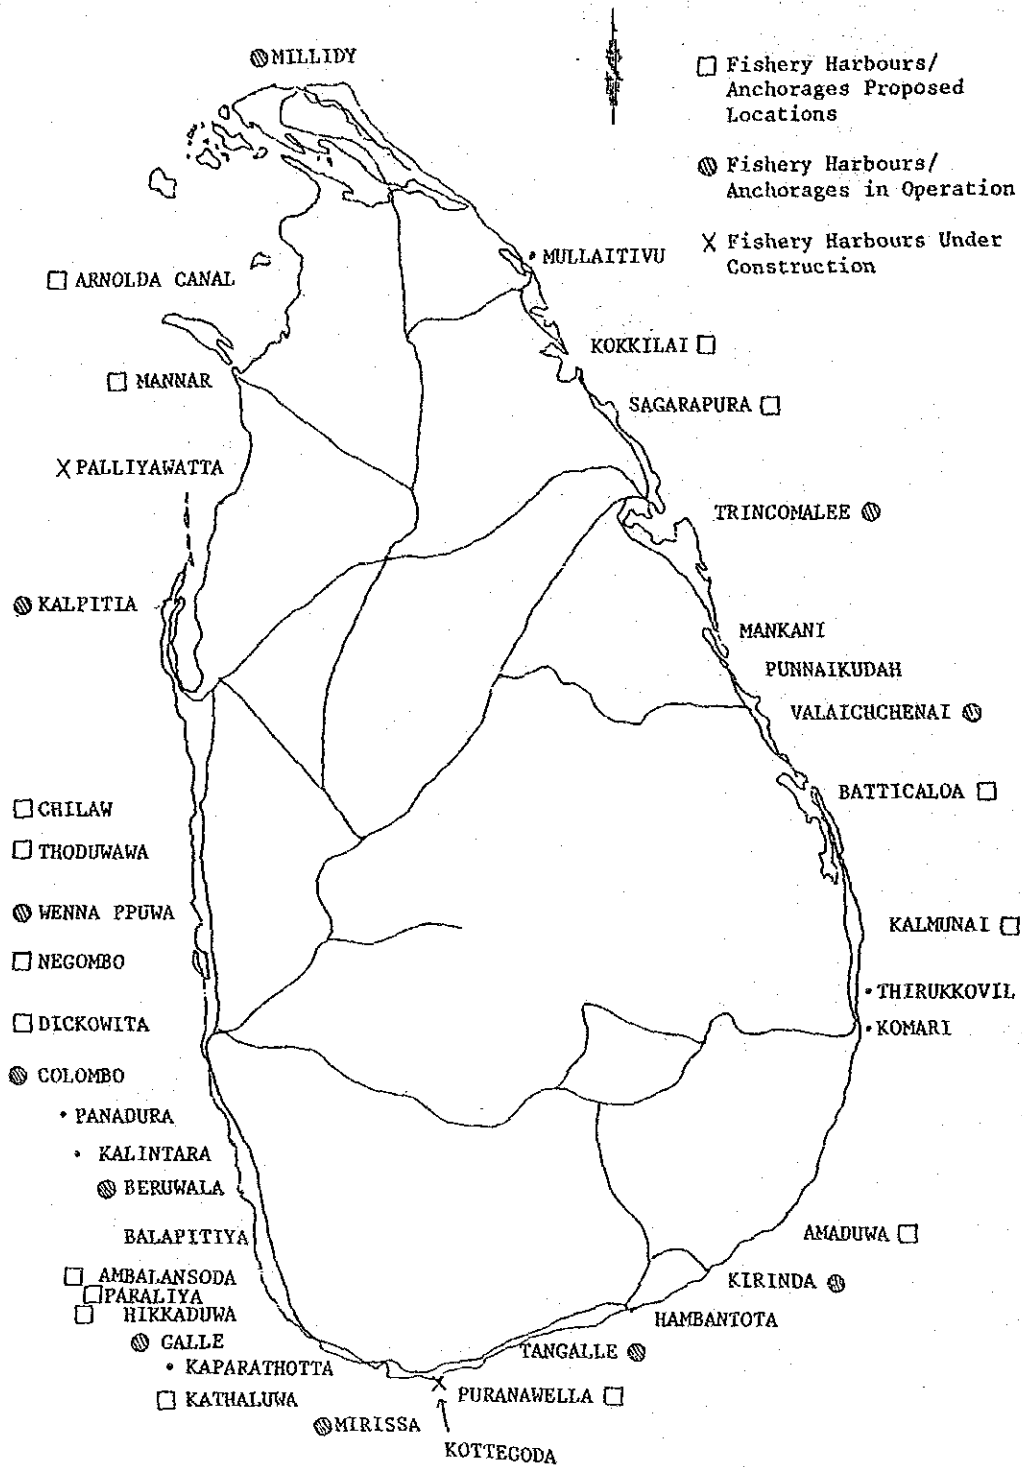 MILLIDY
Fishery Harbours/
Anchorages Proposed
Locations
Fishery Harbours/
Anchorages in Operation
X Fishery Harbours Under
Construction
MULLAITIVU
ARNOLDA CANAL
KOKKILAI
MANNAR
SAGARAPURA
X PALLIYAWATTA
TRINCOMALEE
KALPITIA
MANKANI
PUNNAIKUDAH
VALAICHCHENAI
BATTICALOA
CHILAW
THODUWAWA
WENNA PPUWA
KALMUNAI
NEGOMBO
THIRUKKOVIL
DICKOWITA
KOMARI
COLOMBO
PANADURA
KALINTARA
BERUWALA
BALAPITIYA
AMADUWA
AMBALANSODA
KIRINDA
PARALIYA
HIKKADUWA
HAMBANTOTA
GALLE
TANGALLE
KAPARATHOTTA
X
KATHALUWA
PURANAWELLA
MIRISSA
KOTTEGODA